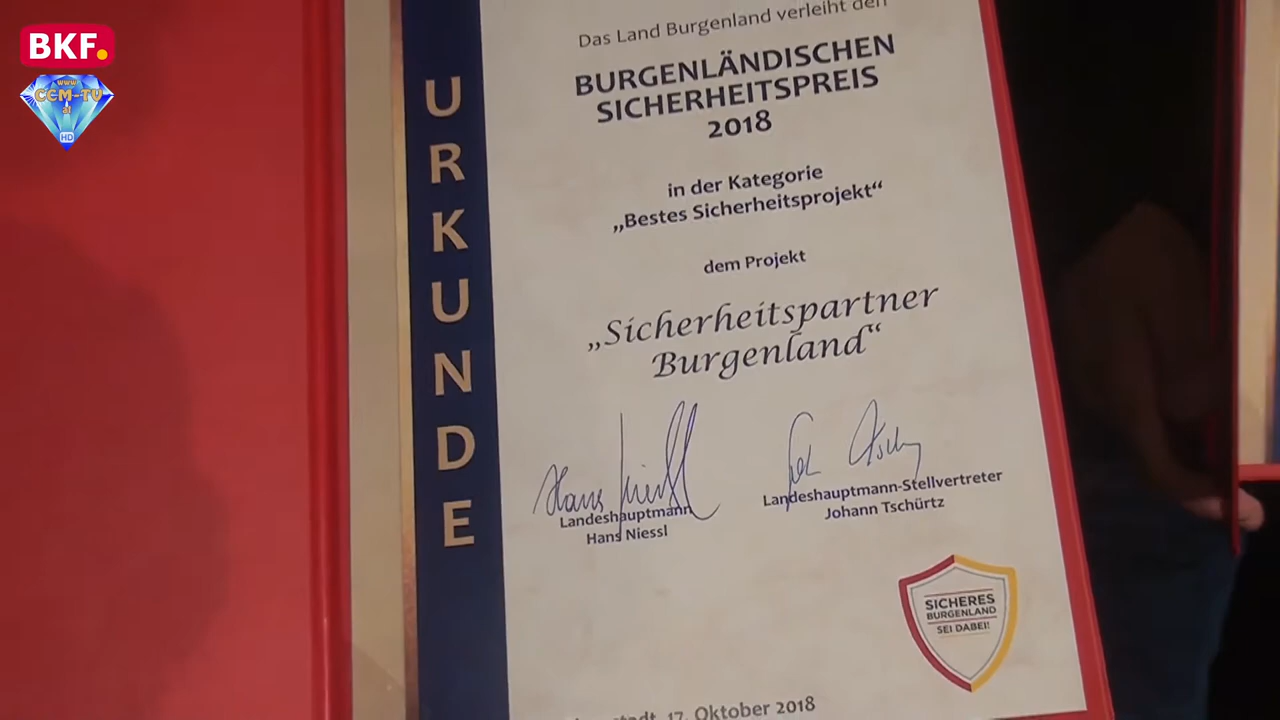 BKF.
www
CCM-TV
at
HD
URKUNDE
Das Land Burgenland verleiht den
BURGENLÄNDISCHEN
SICHERHEITSPREIS
2018
in der Kategorie
„Bestes Sicherheitsprojekt“
dem Projekt
„Sicherheitspartner
Burgenland“
Landeshauptmann
Hans Niessl
Landeshauptmann-Stellvertreter
Johann Tschürtz
SICHERES
BURGENLAND
SEI DABEI!
17. Oktober 2018